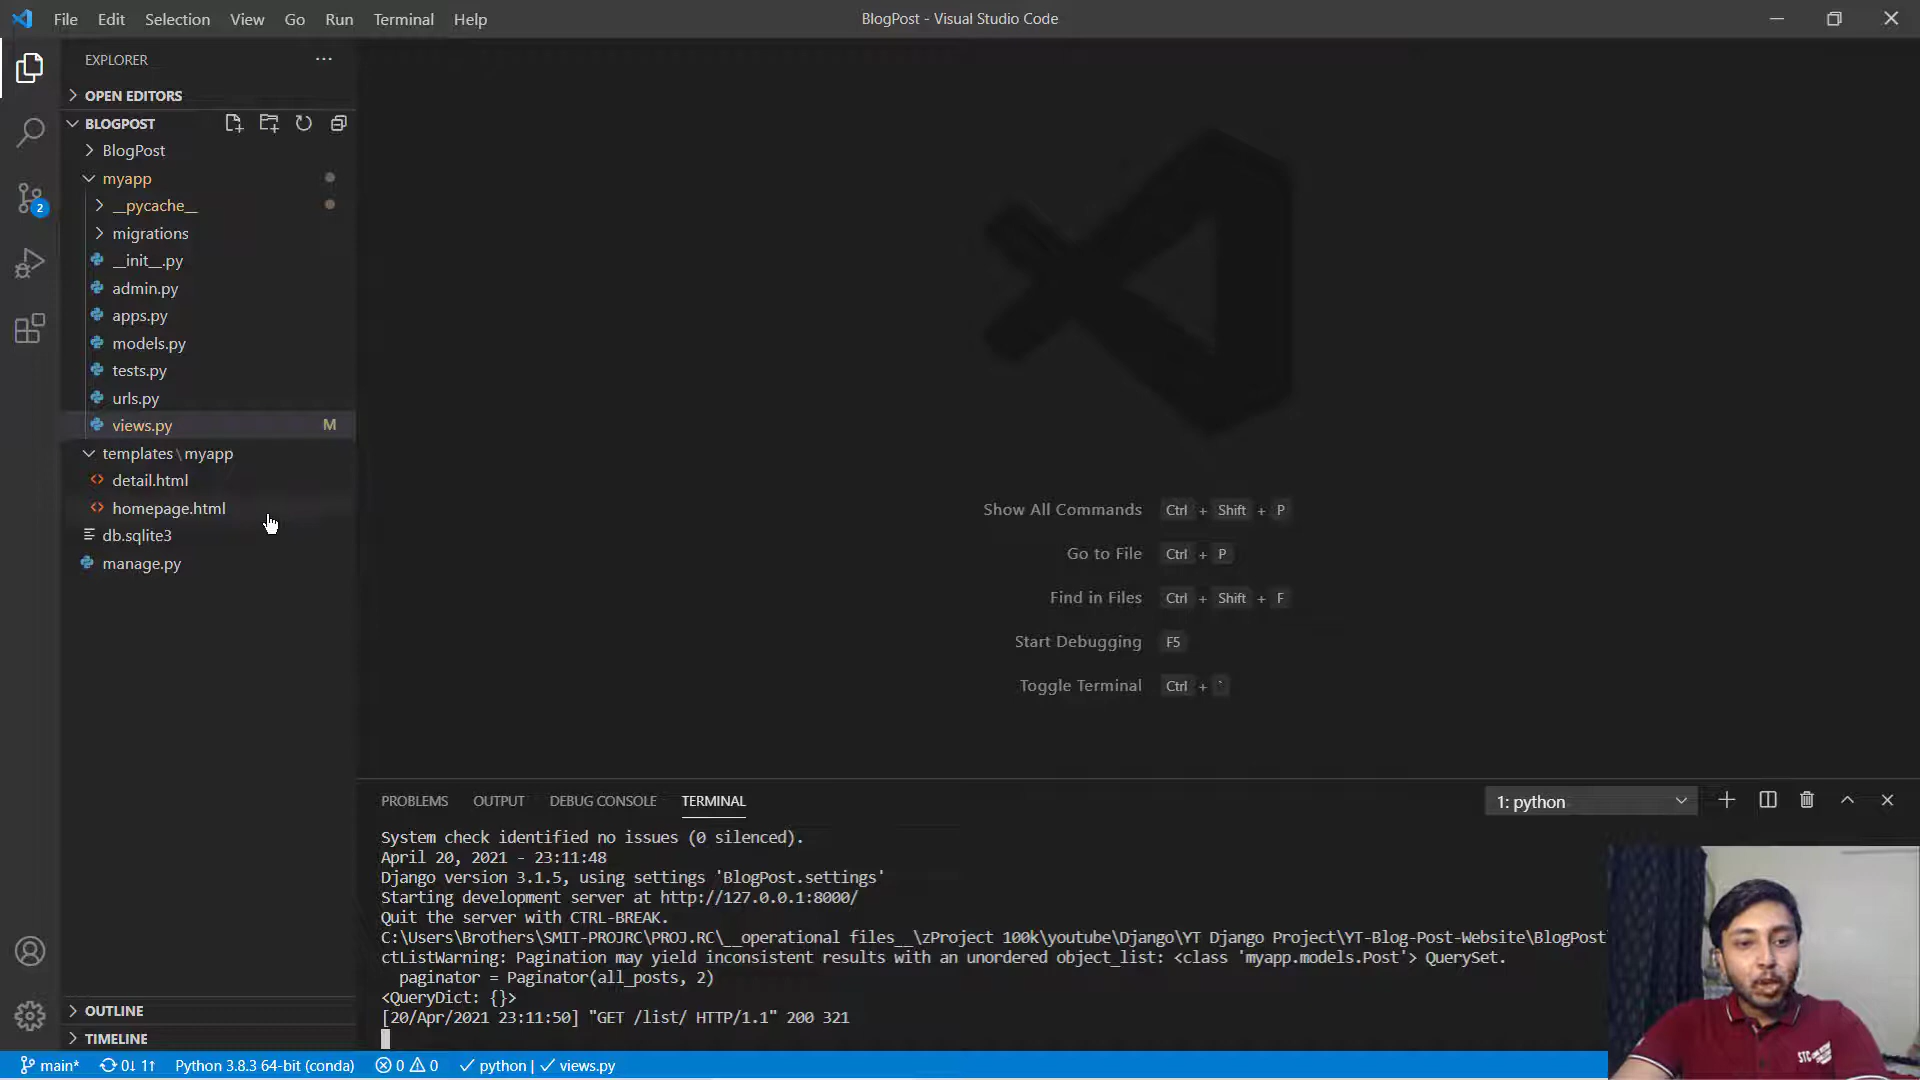 File Edit Selection View Go Run Terminal Help
BlogPost - Visual Studio Code
EXPLORER
OPEN EDITORS
BLOGPOST
BlogPost
myapp
__pycache__
migrations
__init__.py
admin.py
apps.py
models.py
tests.py
urls.py
views.py M
templates\myapp
detail.html
homepage.html
db.sqlite3
manage.py
OUTLINE
TIMELINE
2
Show All Commands Ctrl + Shift + P
Go to File Ctrl + P
Find in Files Ctrl + Shift + F
Start Debugging F5
Toggle Terminal Ctrl + `
PROBLEMS OUTPUT DEBUG CONSOLE TERMINAL
1: python
System check identified no issues (0 silenced).
April 20, 2021 - 23:11:48
Django version 3.1.5, using settings 'BlogPost.settings'
Starting development server at http://127.0.0.1:8000/
Quit the server with CTRL-BREAK.
C:\Users\Brothers\SMIT-PROJRC\PROJ.RC\__operational files__\zProject 100k\youtube\Django\YT Django Project\YT-Blog-Post-Website\BlogPost
ctListWarning: Pagination may yield inconsistent results with an unordered object_list: <class 'myapp.models.Post'> QuerySet.
paginator = Paginator(all_posts, 2)
<QueryDict: {}>
[20/Apr/2021 23:11:50] "GET /list/ HTTP/1.1" 200 321
main* 0↓ 1↑ Python 3.8.3 64-bit (conda) 0 0 python | views.py